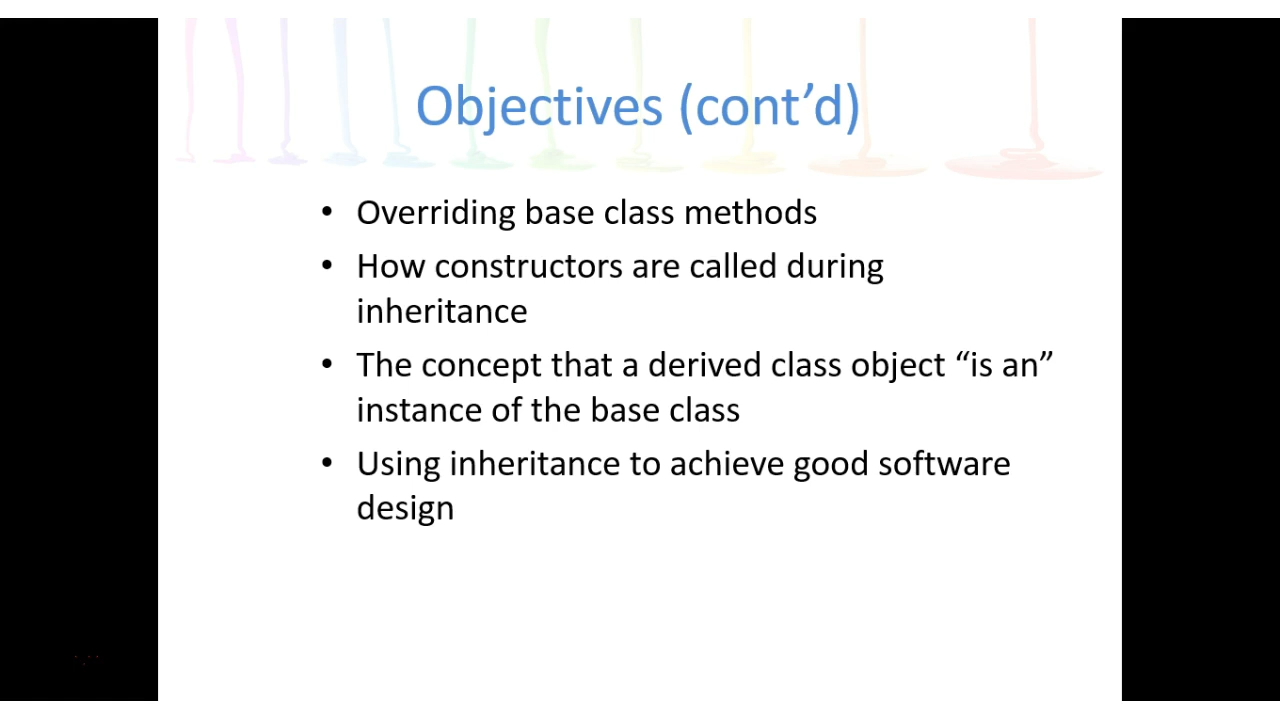 Objectives (cont’d)
• Overriding base class methods
• How constructors are called during
inheritance
• The concept that a derived class object “is an”
instance of the base class
• Using inheritance to achieve good software
design